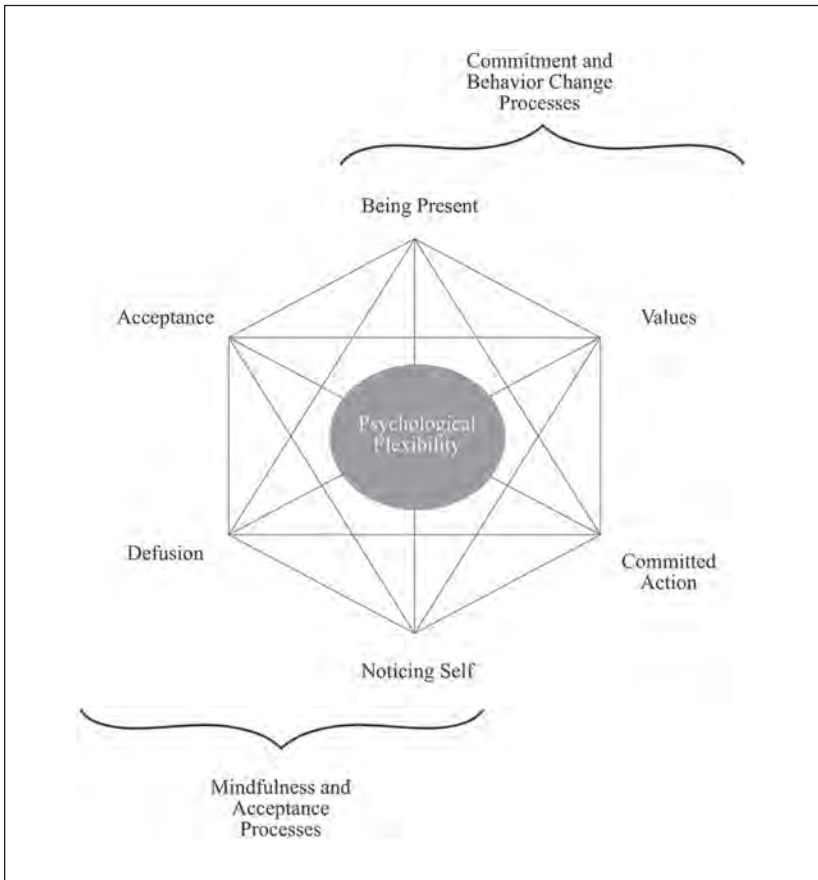 Commitment and
Behavior Change
Processes
Being Present
Acceptance
Values
Psychological
Flexibility
Defusion
Committed
Action
Noticing Self
Mindfulness and
Acceptance
Processes